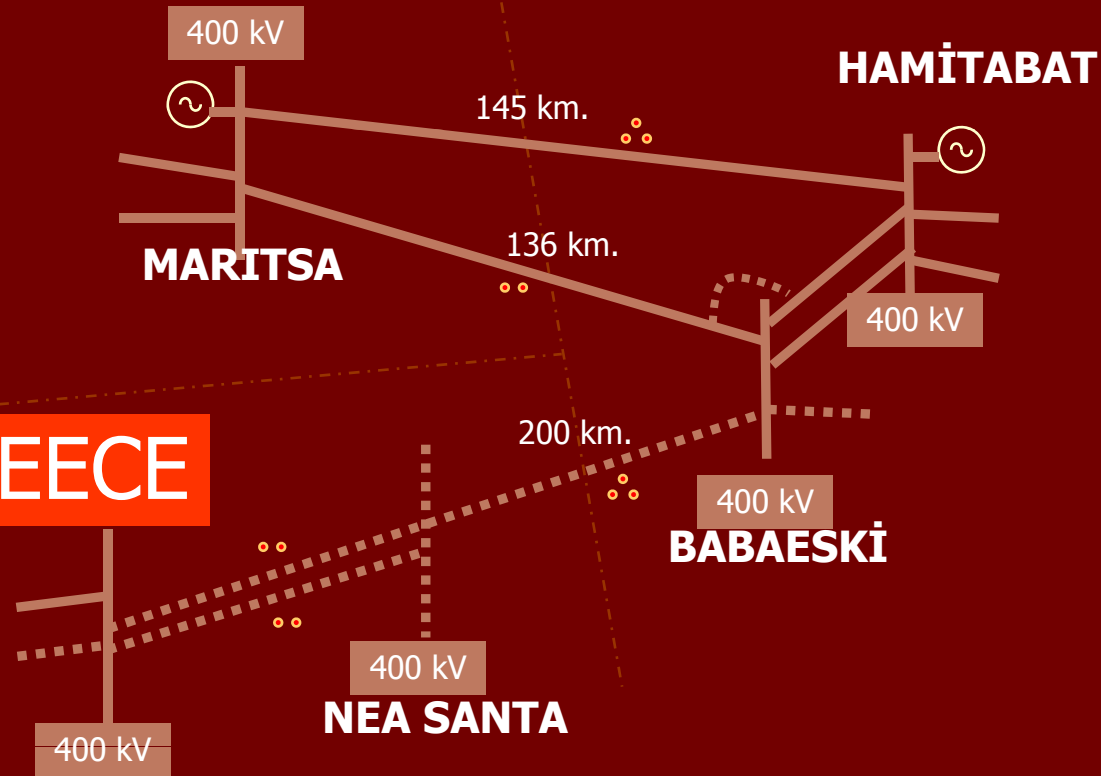 400 kV
HAMİTABAT
145 km.
136 km.
MARITSA
400 kV
200 km.
EECE
400 kV
BABAESKİ
400 kV
NEA SANTA
400 kV